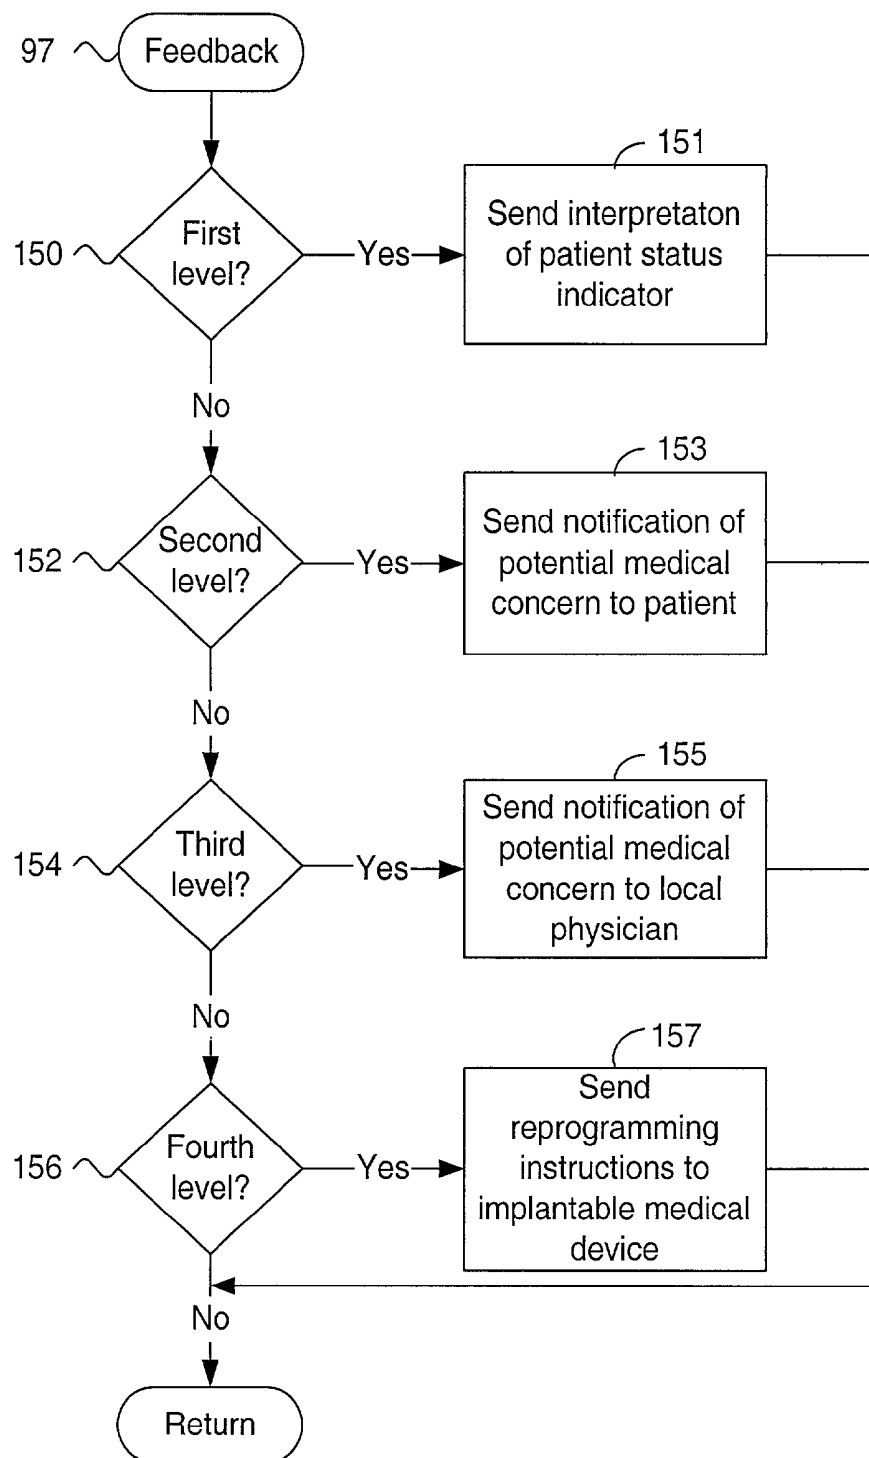 97
Feedback
151
150
First
level?
Yes
Send interpretaton
of patient status
indicator
No
153
152
Second
level?
Yes
Send notification of
potential medical
concern to patient
No
155
154
Third
level?
Yes
Send notification of
potential medical
concern to local
physician
No
157
156
Fourth
level?
Yes
Send
reprogramming
instructions to
implantable medical
device
No
Return